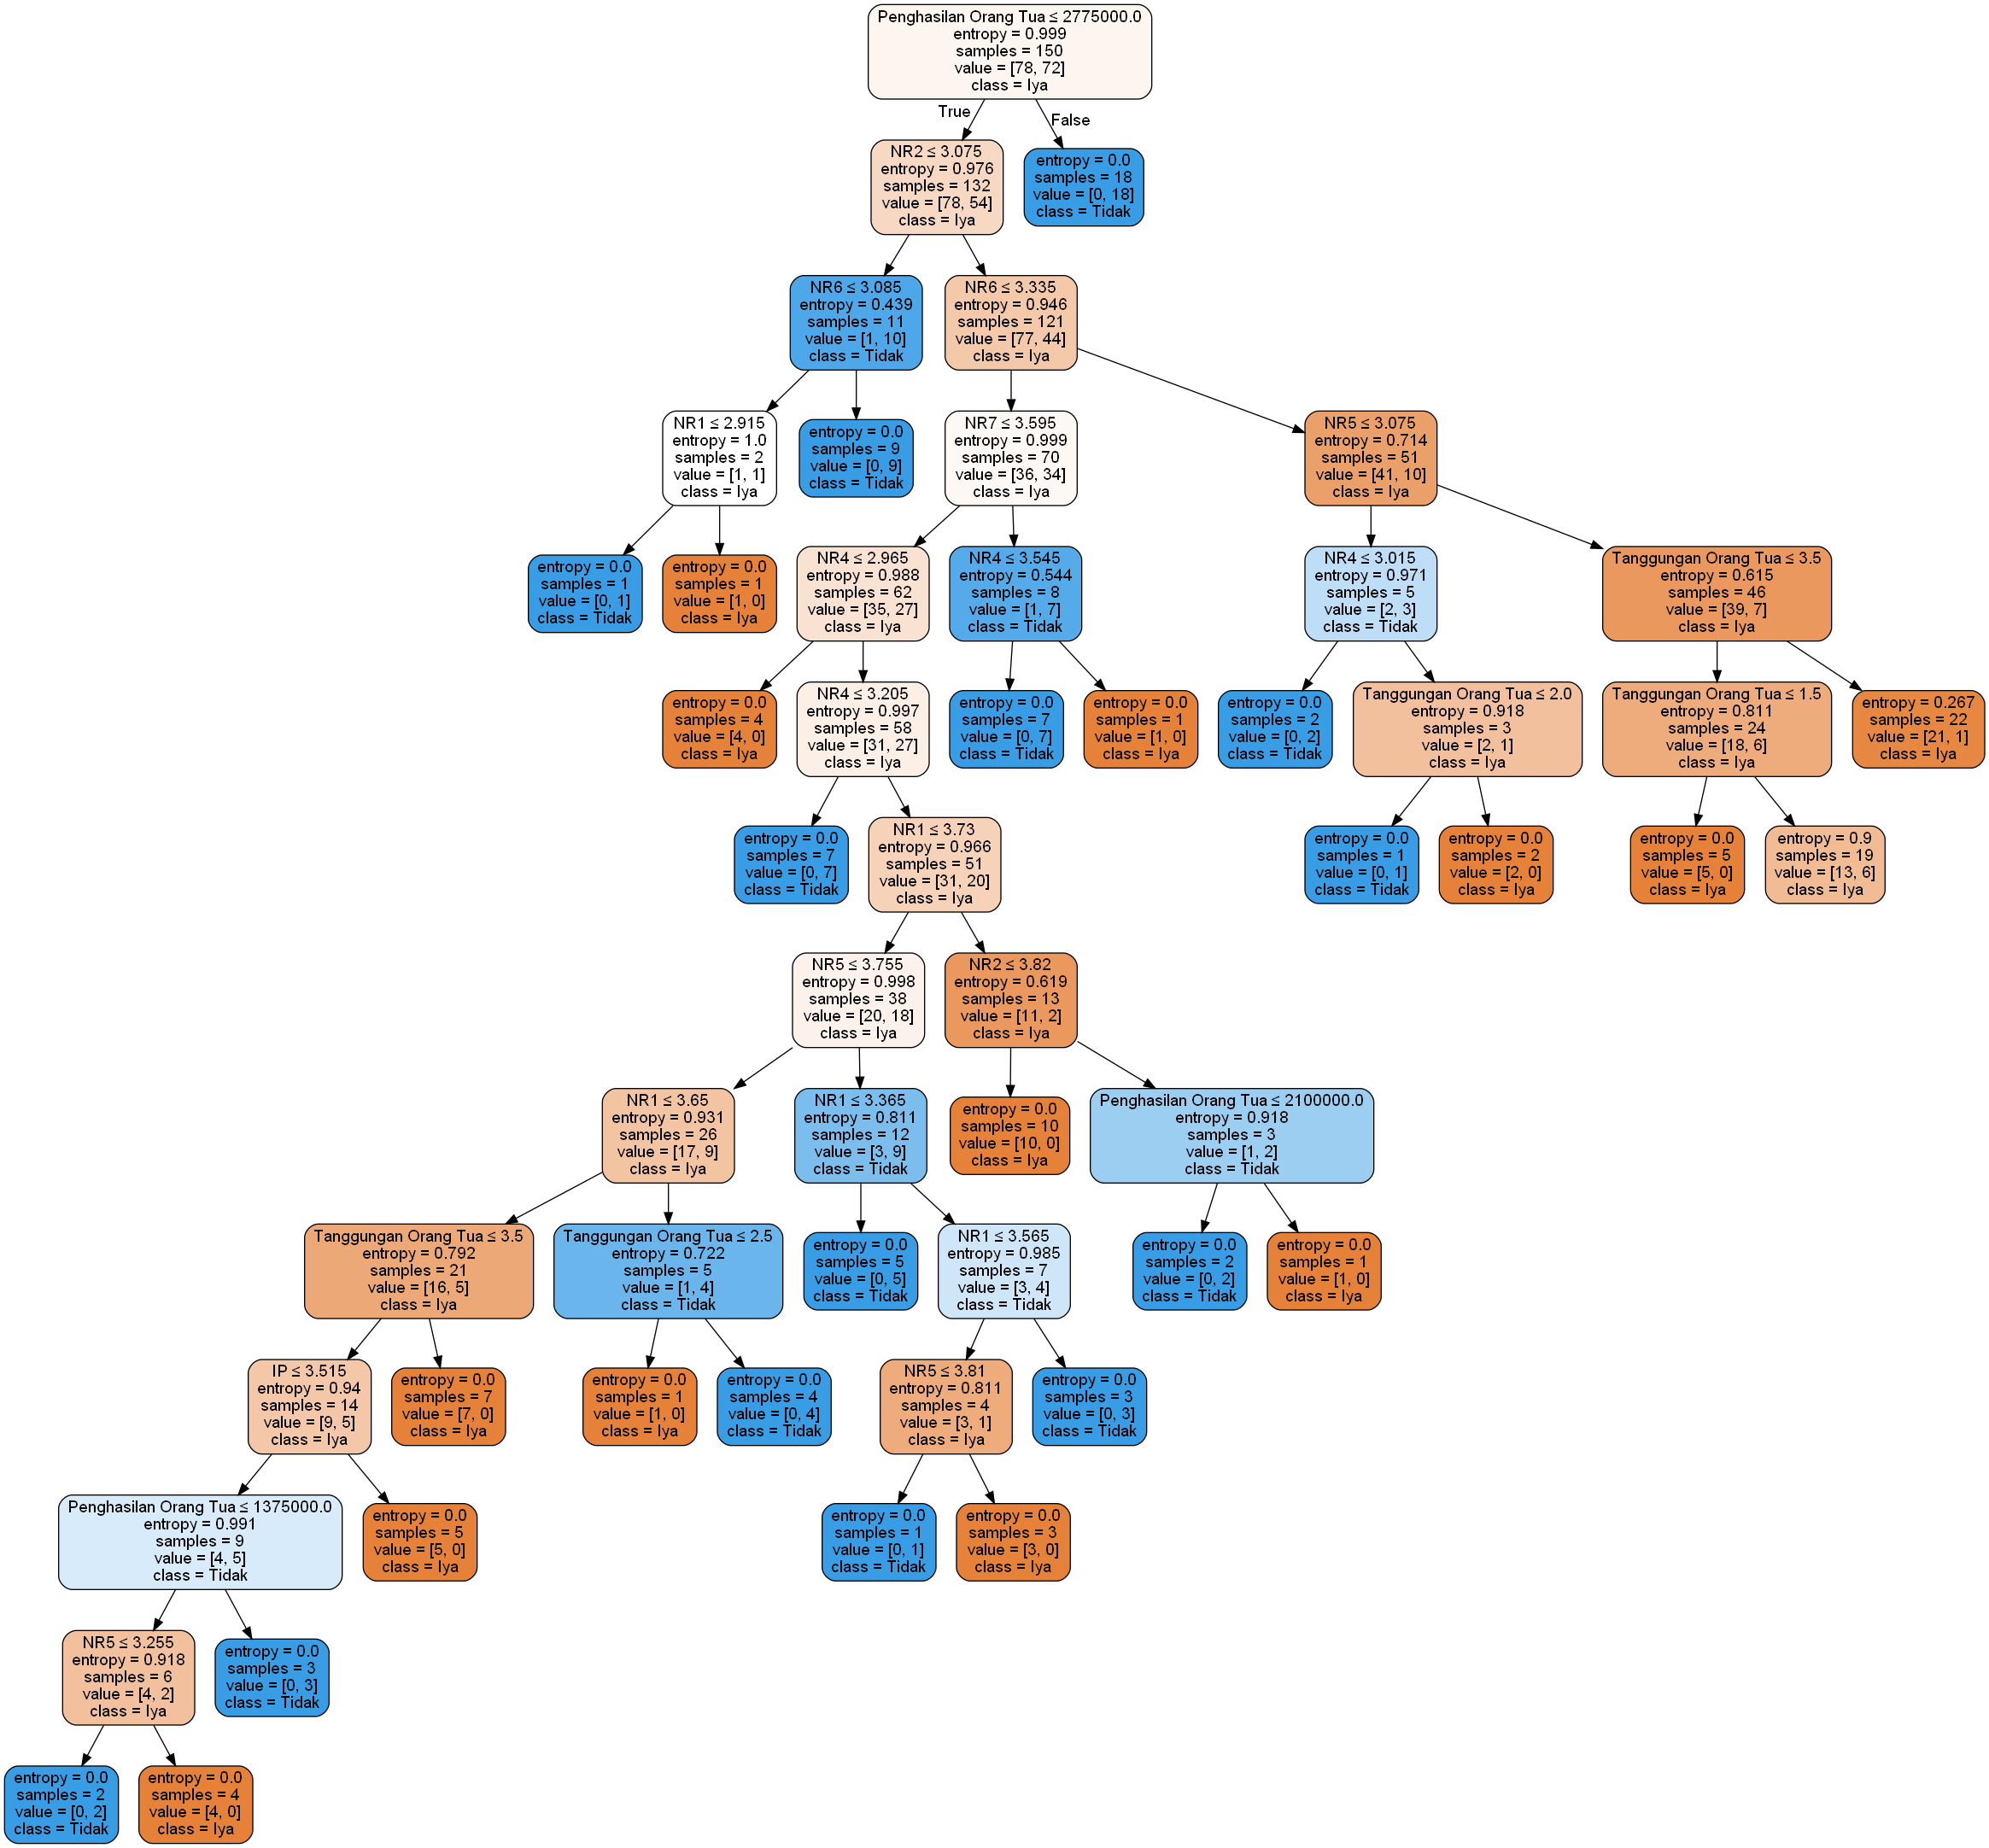 Penghasilan Orang Tua ≤ 2775000.0
entropy = 0.999
samples = 150
value = [78, 72]
class = Iya
True
False
NR2 ≤ 3.075
entropy = 0.976
samples = 132
value = [78, 54]
class = Iya
entropy = 0.0
samples = 18
value = [0, 18]
class = Tidak
NR6 ≤ 3.085
entropy = 0.439
samples = 11
value = [1, 10]
class = Tidak
NR6 ≤ 3.335
entropy = 0.946
samples = 121
value = [77, 44]
class = Iya
NR1 ≤ 2.915
entropy = 1.0
samples = 2
value = [1, 1]
class = Iya
entropy = 0.0
samples = 9
value = [0, 9]
class = Tidak
NR7 ≤ 3.595
entropy = 0.999
samples = 70
value = [36, 34]
class = Iya
NR5 ≤ 3.075
entropy = 0.714
samples = 51
value = [41, 10]
class = Iya
entropy = 0.0
samples = 1
value = [0, 1]
class = Tidak
entropy = 0.0
samples = 1
value = [1, 0]
class = Iya
NR4 ≤ 2.965
entropy = 0.988
samples = 62
value = [35, 27]
class = Iya
NR4 ≤ 3.545
entropy = 0.544
samples = 8
value = [1, 7]
class = Tidak
NR4 ≤ 3.015
entropy = 0.971
samples = 5
value = [2, 3]
class = Tidak
Tanggungan Orang Tua ≤ 3.5
entropy = 0.615
samples = 46
value = [39, 7]
class = Iya
entropy = 0.0
samples = 4
value = [4, 0]
class = Iya
NR4 ≤ 3.205
entropy = 0.997
samples = 58
value = [31, 27]
class = Iya
entropy = 0.0
samples = 7
value = [0, 7]
class = Tidak
entropy = 0.0
samples = 1
value = [1, 0]
class = Iya
entropy = 0.0
samples = 2
value = [0, 2]
class = Tidak
Tanggungan Orang Tua ≤ 2.0
entropy = 0.918
samples = 3
value = [2, 1]
class = Iya
Tanggungan Orang Tua ≤ 1.5
entropy = 0.811
samples = 24
value = [18, 6]
class = Iya
entropy = 0.267
samples = 22
value = [21, 1]
class = Iya
entropy = 0.0
samples = 7
value = [0, 7]
class = Tidak
NR1 ≤ 3.73
entropy = 0.966
samples = 51
value = [31, 20]
class = Iya
entropy = 0.0
samples = 1
value = [0, 1]
class = Tidak
entropy = 0.0
samples = 2
value = [2, 0]
class = Iya
entropy = 0.0
samples = 5
value = [5, 0]
class = Iya
entropy = 0.9
samples = 19
value = [13, 6]
class = Iya
NR5 ≤ 3.755
entropy = 0.998
samples = 38
value = [20, 18]
class = Iya
NR2 ≤ 3.82
entropy = 0.619
samples = 13
value = [11, 2]
class = Iya
NR1 ≤ 3.65
entropy = 0.931
samples = 26
value = [17, 9]
class = Iya
NR1 ≤ 3.365
entropy = 0.811
samples = 12
value = [3, 9]
class = Tidak
entropy = 0.0
samples = 10
value = [10, 0]
class = Iya
Penghasilan Orang Tua ≤ 2100000.0
entropy = 0.918
samples = 3
value = [1, 2]
class = Tidak
Tanggungan Orang Tua ≤ 3.5
entropy = 0.792
samples = 21
value = [16, 5]
class = Iya
Tanggungan Orang Tua ≤ 2.5
entropy = 0.722
samples = 5
value = [1, 4]
class = Tidak
entropy = 0.0
samples = 5
value = [0, 5]
class = Tidak
NR1 ≤ 3.565
entropy = 0.985
samples = 7
value = [3, 4]
class = Tidak
entropy = 0.0
samples = 2
value = [0, 2]
class = Tidak
entropy = 0.0
samples = 1
value = [1, 0]
class = Iya
IP ≤ 3.515
entropy = 0.94
samples = 14
value = [9, 5]
class = Iya
entropy = 0.0
samples = 7
value = [7, 0]
class = Iya
entropy = 0.0
samples = 1
value = [1, 0]
class = Iya
entropy = 0.0
samples = 4
value = [0, 4]
class = Tidak
NR5 ≤ 3.81
entropy = 0.811
samples = 4
value = [3, 1]
class = Iya
entropy = 0.0
samples = 3
value = [0, 3]
class = Tidak
Penghasilan Orang Tua ≤ 1375000.0
entropy = 0.991
samples = 9
value = [4, 5]
class = Tidak
entropy = 0.0
samples = 5
value = [5, 0]
class = Iya
entropy = 0.0
samples = 1
value = [0, 1]
class = Tidak
entropy = 0.0
samples = 3
value = [3, 0]
class = Iya
NR5 ≤ 3.255
entropy = 0.918
samples = 6
value = [4, 2]
class = Iya
entropy = 0.0
samples = 3
value = [0, 3]
class = Tidak
entropy = 0.0
samples = 2
value = [0, 2]
class = Tidak
entropy = 0.0
samples = 4
value = [4, 0]
class = Iya